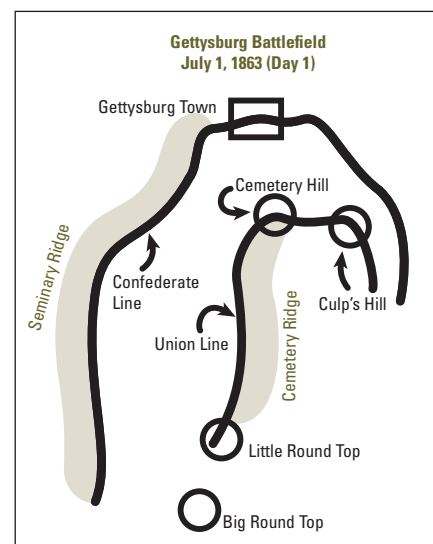 Gettysburg Battlefield
July 1, 1863 (Day 1)
Gettysburg Town
Cemetery Hill
Seminary Ridge
Confederate
Line
Culp's Hill
Union Line
Cemetery Ridge
Little Round Top
Big Round Top